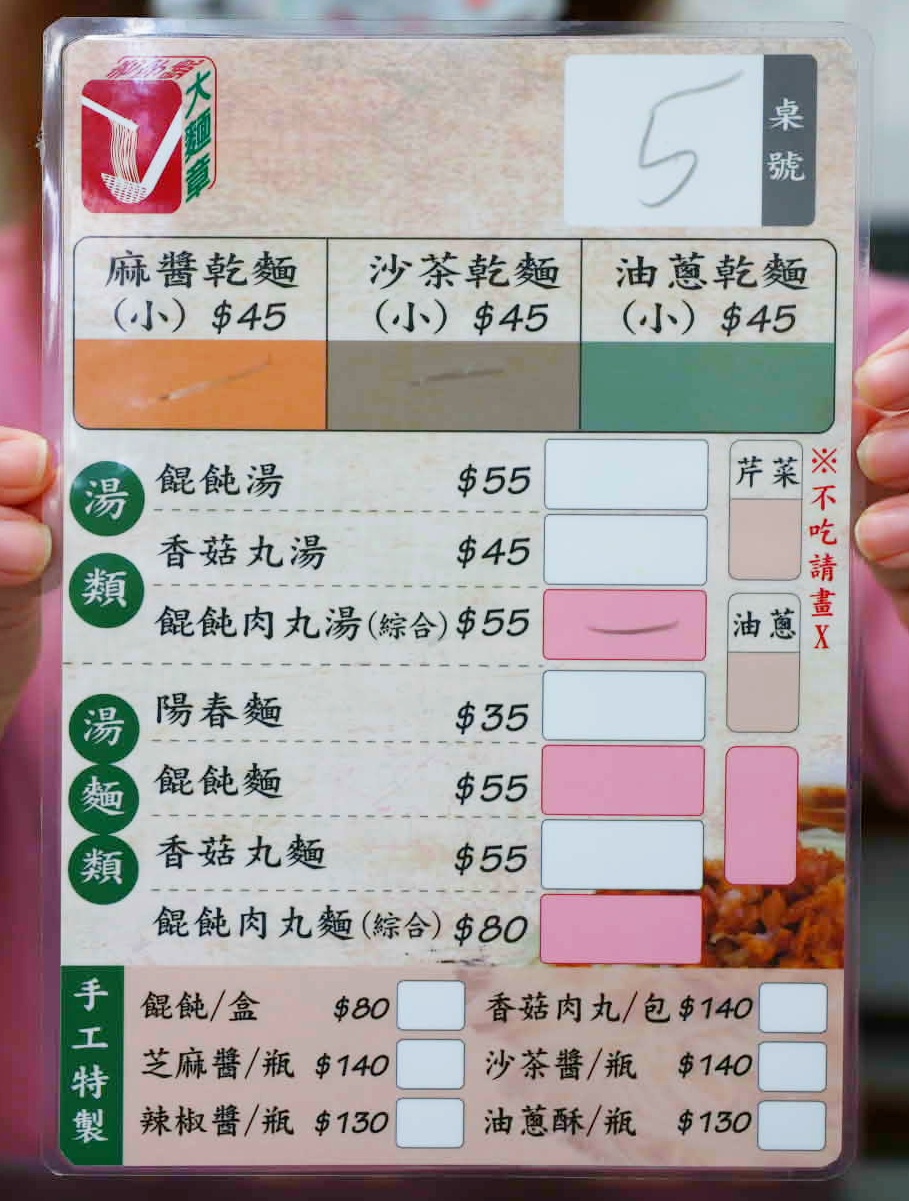 大麵章
5
桌號
麻醬乾麵
(小) $45
沙茶乾麵
(小) $45
油蔥乾麵
(小) $45
湯類
餛飩湯 $55
香菇丸湯 $45
餛飩肉丸湯(綜合) $55
芹菜
油蔥
※不吃請畫X
湯麵類
陽春麵 $35
餛飩麵 $55
香菇丸麵 $55
餛飩肉丸麵(綜合) $80
手工特製
餛飩/盒 $80
香菇肉丸/包 $140
芝麻醬/瓶 $140
沙茶醬/瓶 $140
辣椒醬/瓶 $130
油蔥酥/瓶 $130